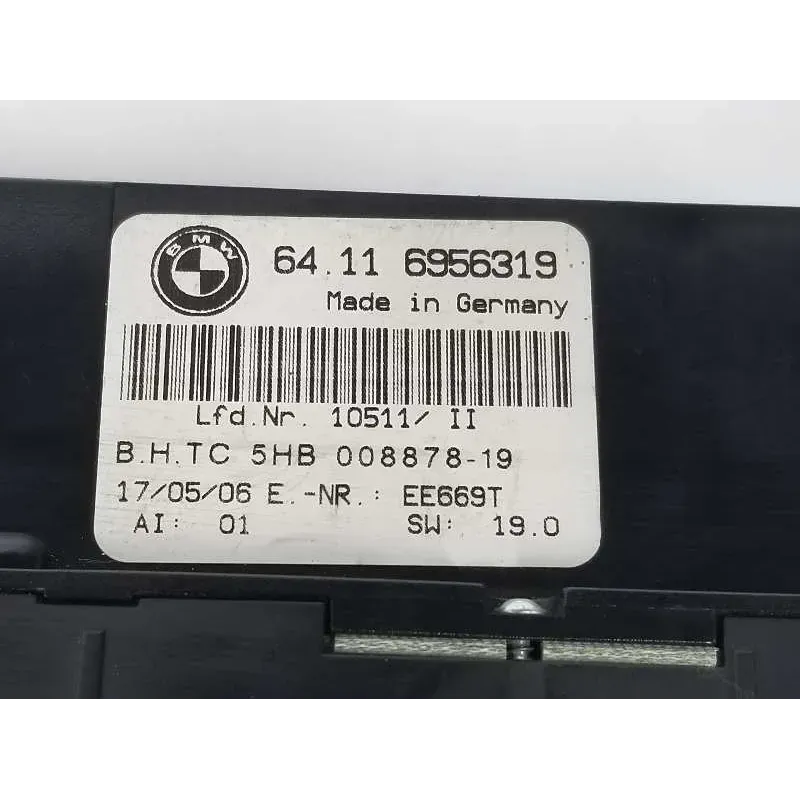 BMW
64.11 6956319
Made in Germany
Lfd.Nr. 10511/ II
B.H.TC 5HB 008878-19
17/05/06 E.-NR.: EE669T
AI: 01 SW: 19.0